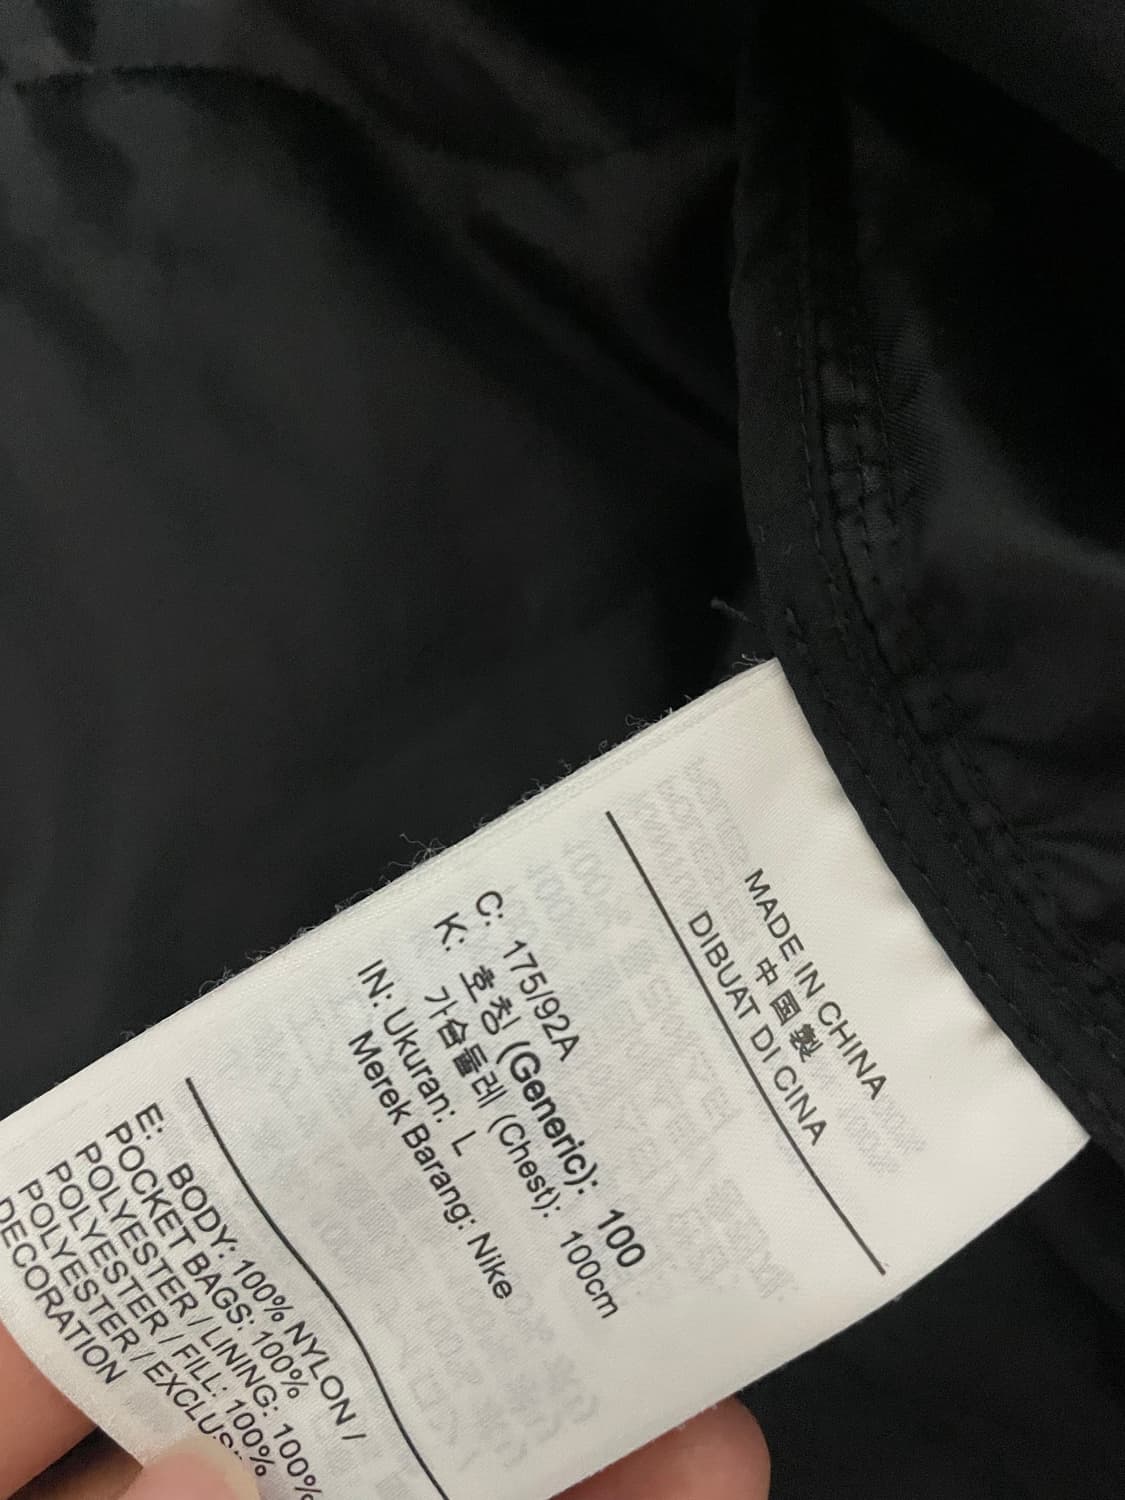 MADE IN CHINA
中國製
DIBUAT DI CINA
C: 175/92A
K: 호칭 (Generic): 100
가슴둘레 (Chest): 100cm
IN: Ukuran: L
Merek Barang: Nike
E: BODY: 100% NYLON /
POCKET BAGS: 100%
POLYESTER / LINING: 100%
POLYESTER / FILL: 100%
POLYESTER /
DECORATION